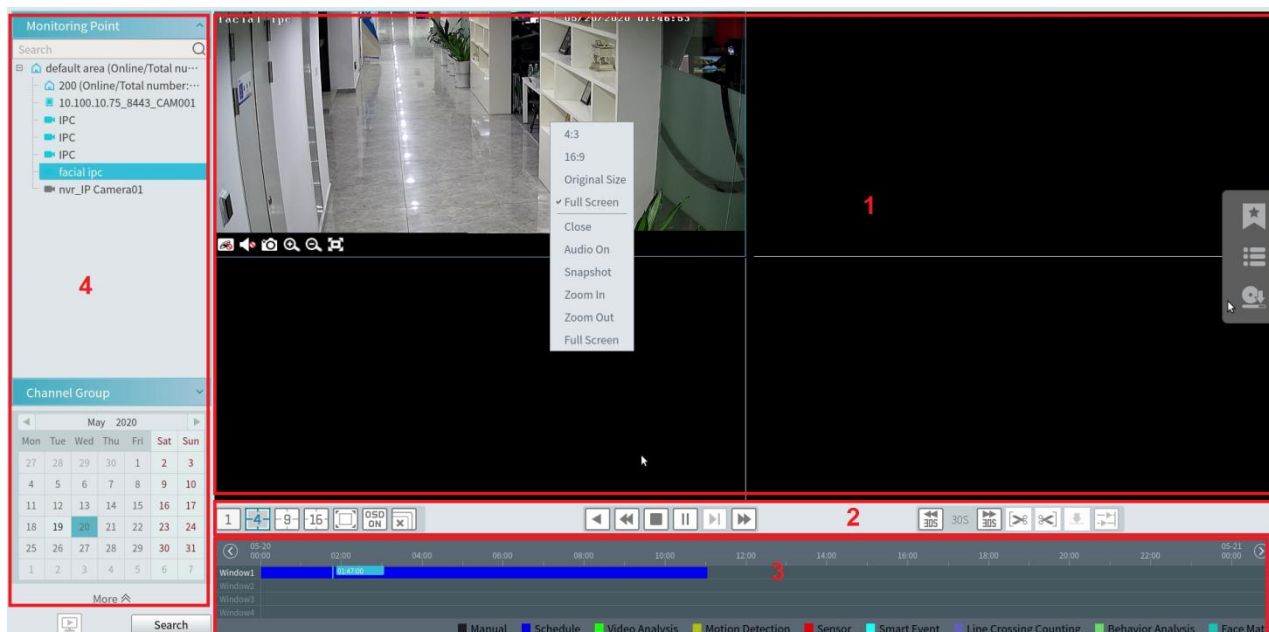 Monitoring Point
Search
default area (Online/Total nu···
200 (Online/Total number:···
10.100.10.75_8443_CAM001
IPC
IPC
IPC
facial ipc
nvr_IP Camera01
4
Channel Group
May 2020
Mon Tue Wed Thu Fri Sat Sun
27 28 29 30 1 2 3
4 5 6 7 8 9 10
11 12 13 14 15 16 17
18 19 20 21 22 23 24
25 26 27 28 29 30 31
1 2 3 4 5 6 7
More
Search
facial ipc
05/20/2020 01:46:53
4:3
16:9
Original Size
Full Screen
Close
Audio On
Snapshot
Zoom In
Zoom Out
Full Screen
1
1 4 9 16 OSD ON
2
30S 30S 30S
05-20 00:00 02:00 04:00 06:00 08:00 10:00 12:00 14:00 16:00 18:00 20:00 22:00 05-21 00:00
Window1 01:47:00
3
Window2
Window3
Window4
Manual Schedule Video Analysis Motion Detection Sensor Smart Event Line Crossing Counting Behavior Analysis Face Mat